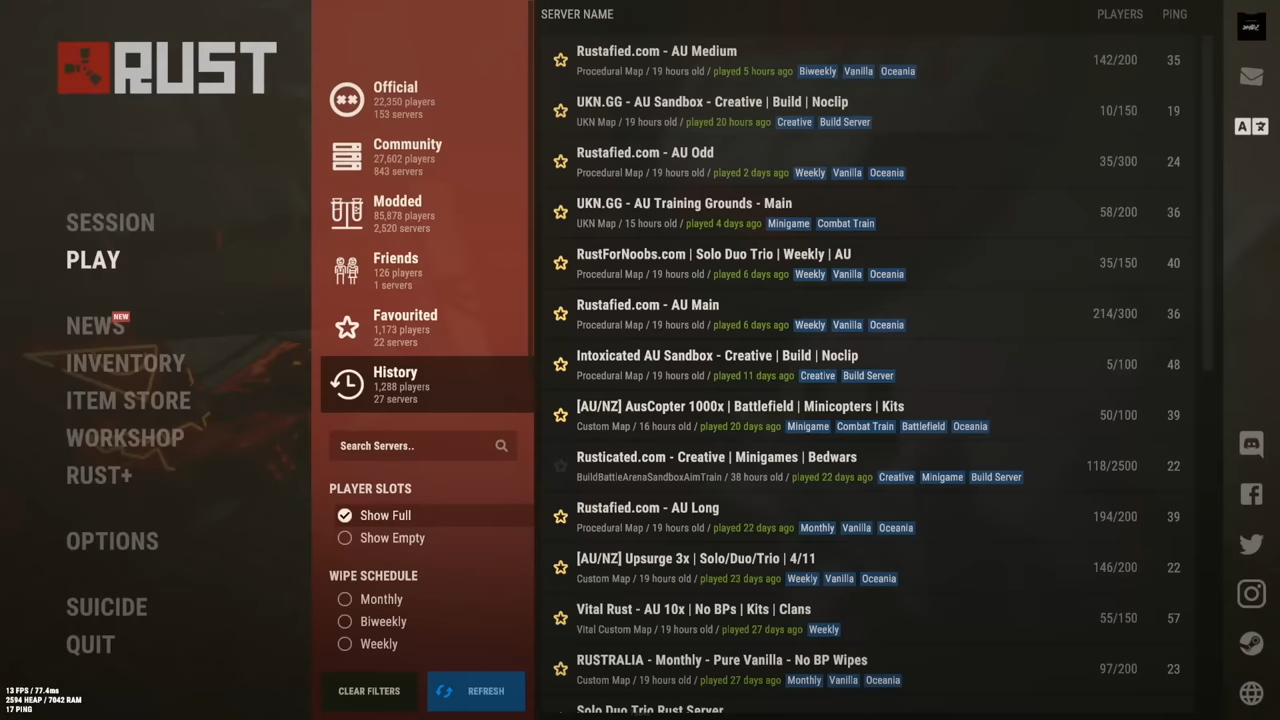 RUST
SESSION
PLAY
NEWS NEW
INVENTORY
ITEM STORE
WORKSHOP
RUST+
OPTIONS
SUICIDE
QUIT
13 FPS / 77.4ms
2594 HEAP / 7042 RAM
17 PING
Official
22,350 players
153 servers
Community
27,602 players
843 servers
Modded
85,878 players
2,520 servers
Friends
126 players
1 servers
Favourited
1,173 players
22 servers
History
1,288 players
27 servers
Search Servers..
PLAYER SLOTS
Show Full
Show Empty
WIPE SCHEDULE
Monthly
Biweekly
Weekly
CLEAR FILTERS
REFRESH
SERVER NAME PLAYERS PING
Rustafied.com - AU Medium 142/200 35
Procedural Map / 19 hours old / played 5 hours ago Biweekly Vanilla Oceania
UKN.GG - AU Sandbox - Creative | Build | Noclip 10/150 19
UKN Map / 19 hours old / played 20 hours ago Creative Build Server
Rustafied.com - AU Odd 35/300 24
Procedural Map / 19 hours old / played 2 days ago Weekly Vanilla Oceania
UKN.GG - AU Training Grounds - Main 58/200 36
UKN Map / 15 hours old / played 4 days ago Minigame Combat Train
RustForNoobs.com | Solo Duo Trio | Weekly | AU 35/150 40
Procedural Map / 19 hours old / played 6 days ago Weekly Vanilla Oceania
Rustafied.com - AU Main 214/300 36
Procedural Map / 19 hours old / played 6 days ago Weekly Vanilla Oceania
Intoxicated AU Sandbox - Creative | Build | Noclip 5/100 48
Procedural Map / 19 hours old / played 11 days ago Creative Build Server
[AU/NZ] AusCopter 1000x | Battlefield | Minicopters | Kits 50/100 39
Custom Map / 16 hours old / played 20 days ago Minigame Combat Train Battlefield Oceania
Rusticated.com - Creative | Minigames | Bedwars 118/2500 22
BuildBattleArenaSandboxAimTrain / 38 hours old / played 22 days ago Creative Minigame Build Server
Rustafied.com - AU Long 194/200 39
Procedural Map / 19 hours old / played 22 days ago Monthly Vanilla Oceania
[AU/NZ] Upsurge 3x | Solo/Duo/Trio | 4/11 146/200 22
Custom Map / 19 hours old / played 23 days ago Weekly Vanilla Oceania
Vital Rust - AU 10x | No BPs | Kits | Clans 55/150 57
Vital Custom Map / 19 hours old / played 27 days ago Weekly
RUSTRALIA - Monthly - Pure Vanilla - No BP Wipes 97/200 23
Custom Map / 19 hours old / played 27 days ago Monthly Vanilla Oceania
Solo Duo Trio Rust Server